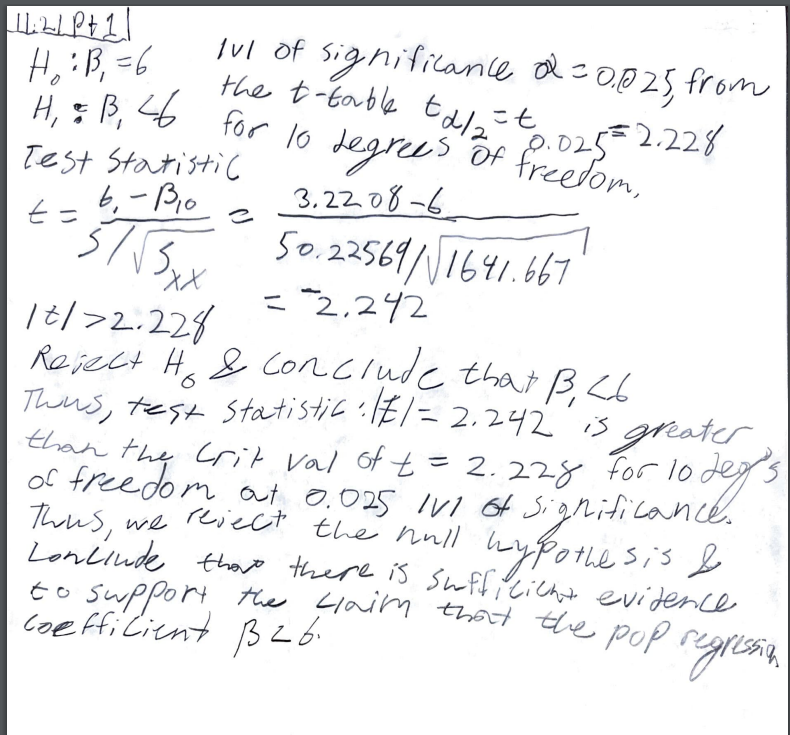 11.21 Pt 1
H₀ : β₁ = 6
H₁ : β₁ < 6
lvl of significance α = 0.025, from
the t-table t_α/2 = t_0.025 = 2.228
for 10 degrees of freedom,
Test Statistic
t = b₁ - β₁₀ / S/√Sxx = 3.2208 - 6 / 50.22569/√1641.667
= -2.242
|t| > 2.228
Reject H₀ & conclude that β₁ < 6
Thus, test statistic : |t| = 2.242 is greater
than the crit val of t = 2.228 for 10 deg's
of freedom at 0.025 lvl of significance.
Thus, we reject the null hypothesis &
conclude that there is sufficient evidence
to support the claim that the pop regression
coefficient β < 6.